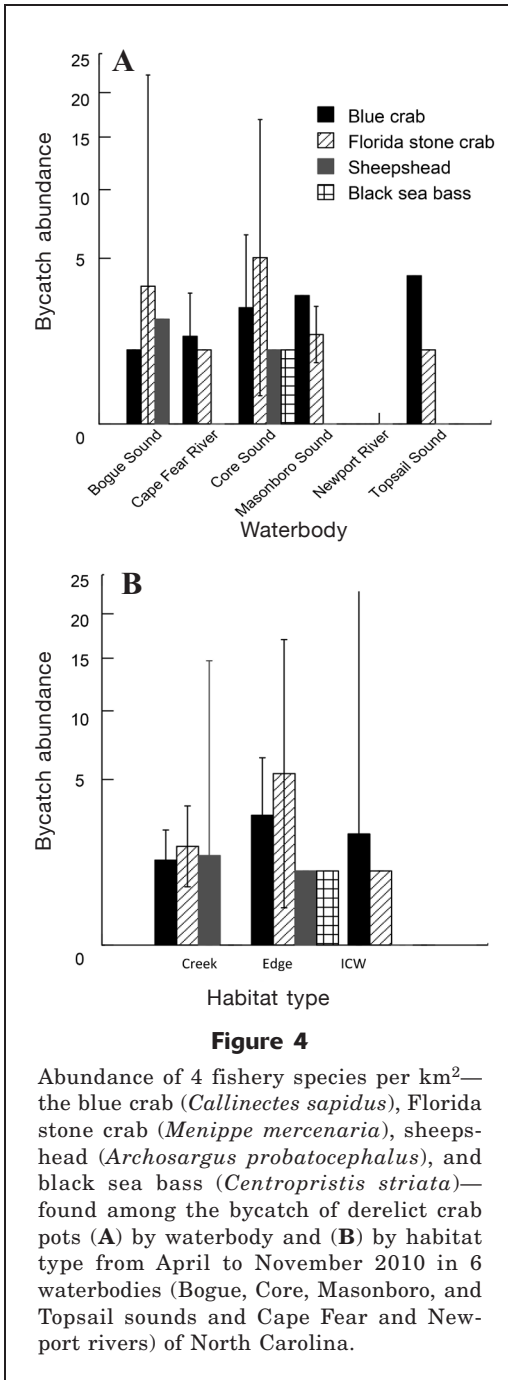 A
25
20
15
10
5
0
Bycatch abundance
Blue crab
Florida stone crab
Sheepshead
Black sea bass
Bogue Sound
Cape Fear River
Core Sound
Masonboro Sound
Newport River
Topsail Sound
Waterbody
B
25
20
15
10
5
0
Bycatch abundance
Creek
Edge
ICW
Habitat type
Figure 4
Abundance of 4 fishery species per km²—
the blue crab (Callinectes sapidus), Florida
stone crab (Menippe mercenaria), sheeps-
head (Archosargus probatocephalus), and
black sea bass (Centropristis striata)—
found among the bycatch of derelict crab
pots (A) by waterbody and (B) by habitat
type from April to November 2010 in 6
waterbodies (Bogue, Core, Masonboro, and
Topsail sounds and Cape Fear and New-
port rivers) of North Carolina.